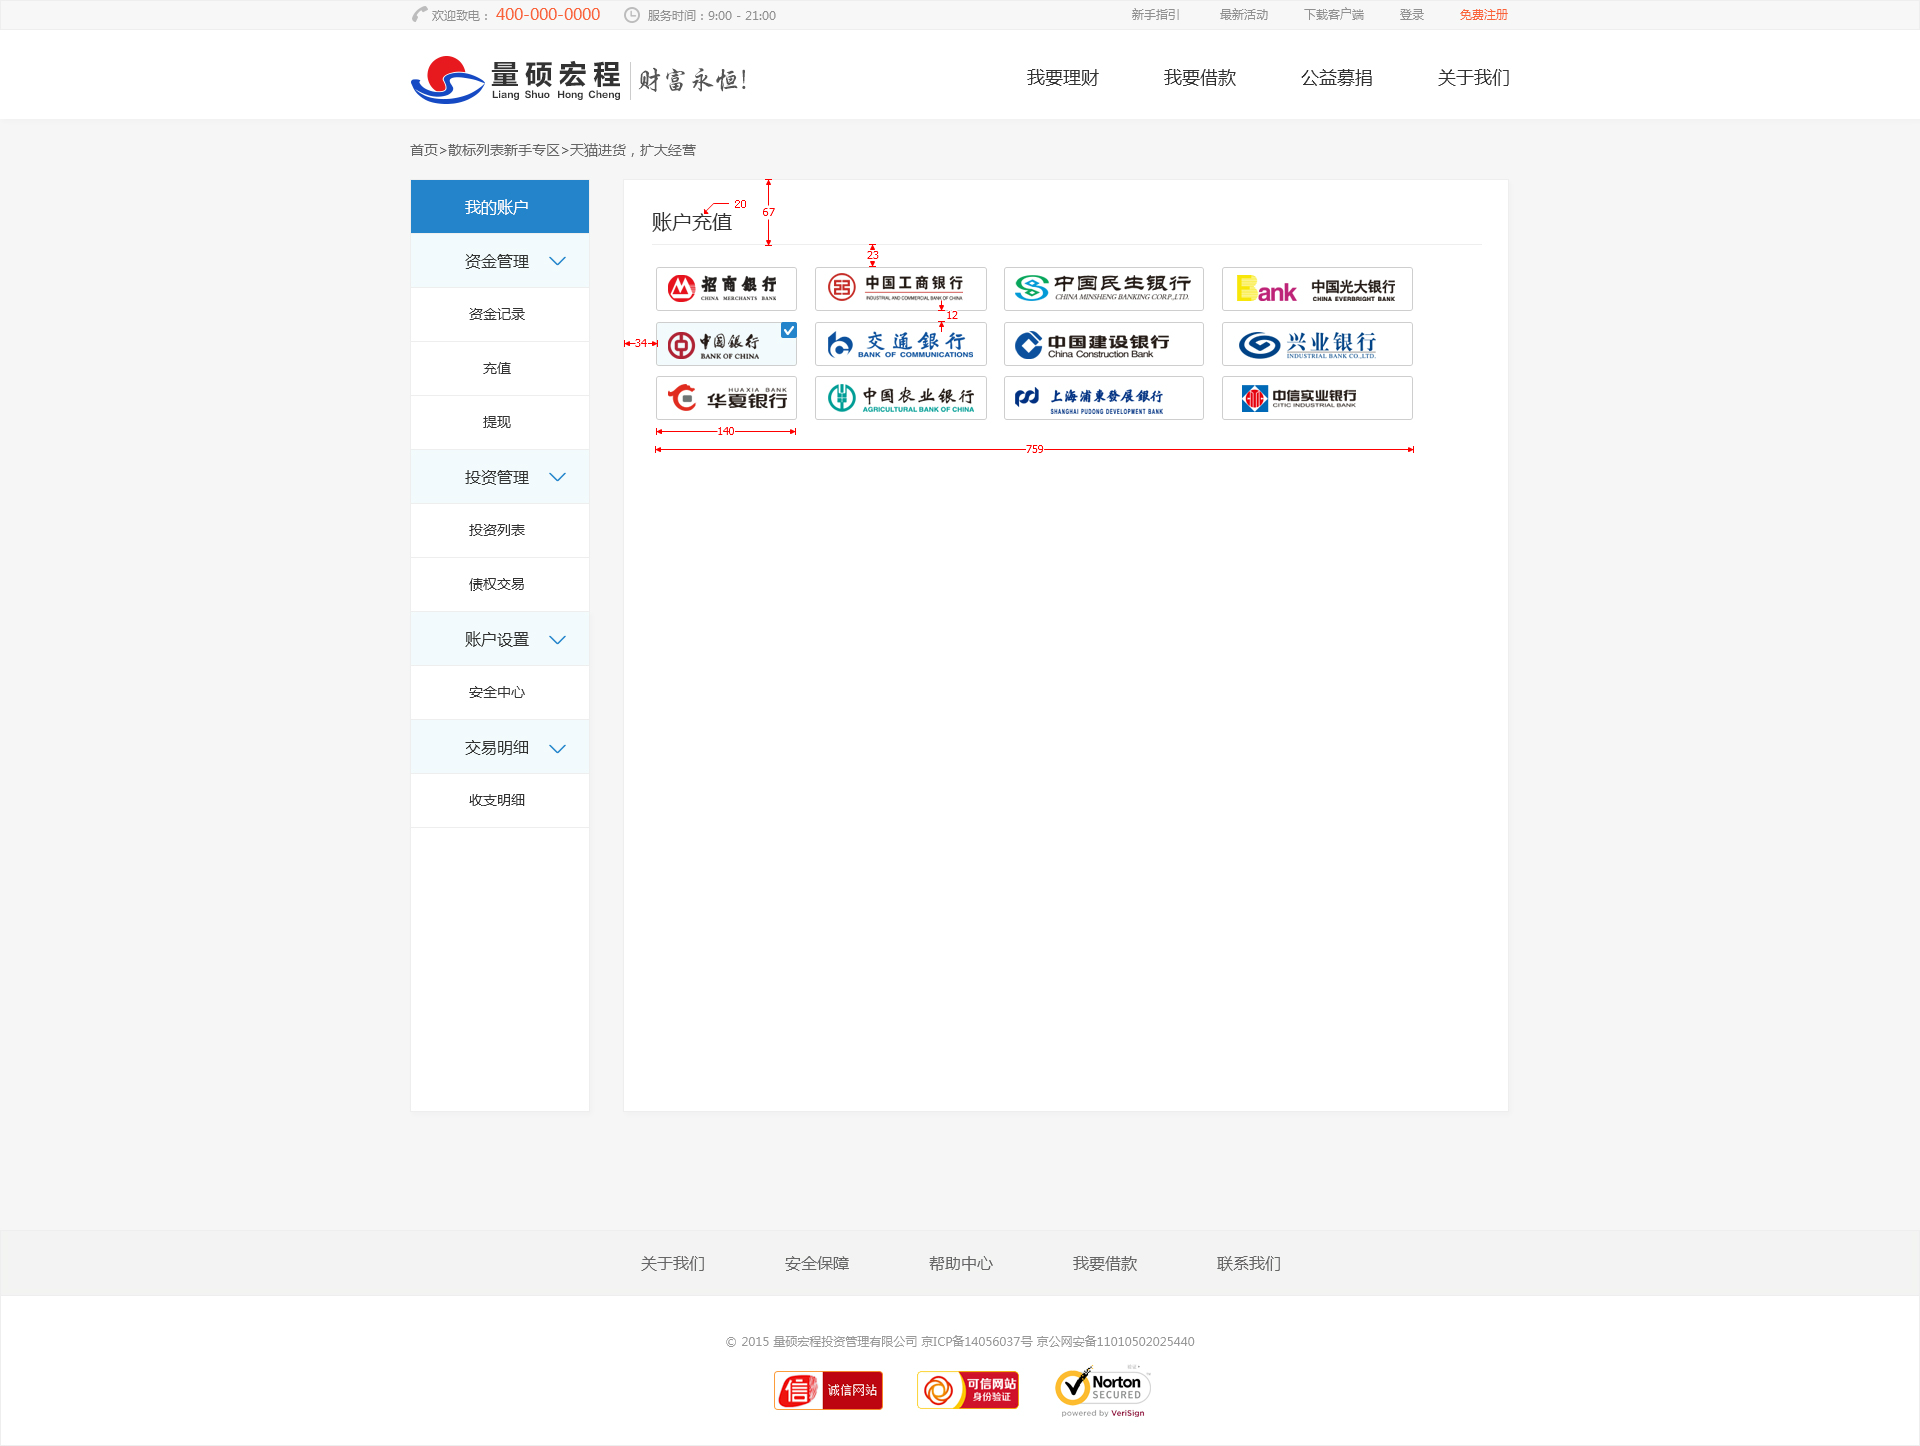 欢迎致电： 400-000-0000 服务时间：9:00 - 21:00 新手指引 最新活动 下载客户端 登录 免费注册
量硕宏程 财富永恒!
Liang Shuo Hong Cheng
我要理财 我要借款 公益募捐 关于我们
首页>散标列表新手专区>天猫进货，扩大经营
我的账户
资金管理
资金记录
充值
提现
投资管理
投资列表
债权交易
账户设置
安全中心
交易明细
收支明细
20
67
账户充值
23
招商银行 中国工商银行 中国民生银行 Bank 中国光大银行
CHINA MERCHANTS BANK INDUSTRIAL AND COMMERCIAL BANK OF CHINA CHINA MINSHENG BANKING CORP.,LTD. CHINA EVERBRIGHT BANK
12
34
中国银行 交通銀行 中国建设银行 兴业银行
BANK OF CHINA BANK OF COMMUNICATIONS China Construction Bank INDUSTRIAL BANK CO.,LTD.
HUAXIA BANK
华夏银行 中国农业银行 上海浦東發展銀行 中信实业银行
AGRICULTURAL BANK OF CHINA SHANGHAI PUDONG DEVELOPMENT BANK CITIC INDUSTRIAL BANK
140
759
关于我们 安全保障 帮助中心 我要借款 联系我们
© 2015 量硕宏程投资管理有限公司 京ICP备14056037号 京公网安备11010502025440
信 诚信网站 可信网站 身份验证
Norton
SECURED
powered by VeriSign